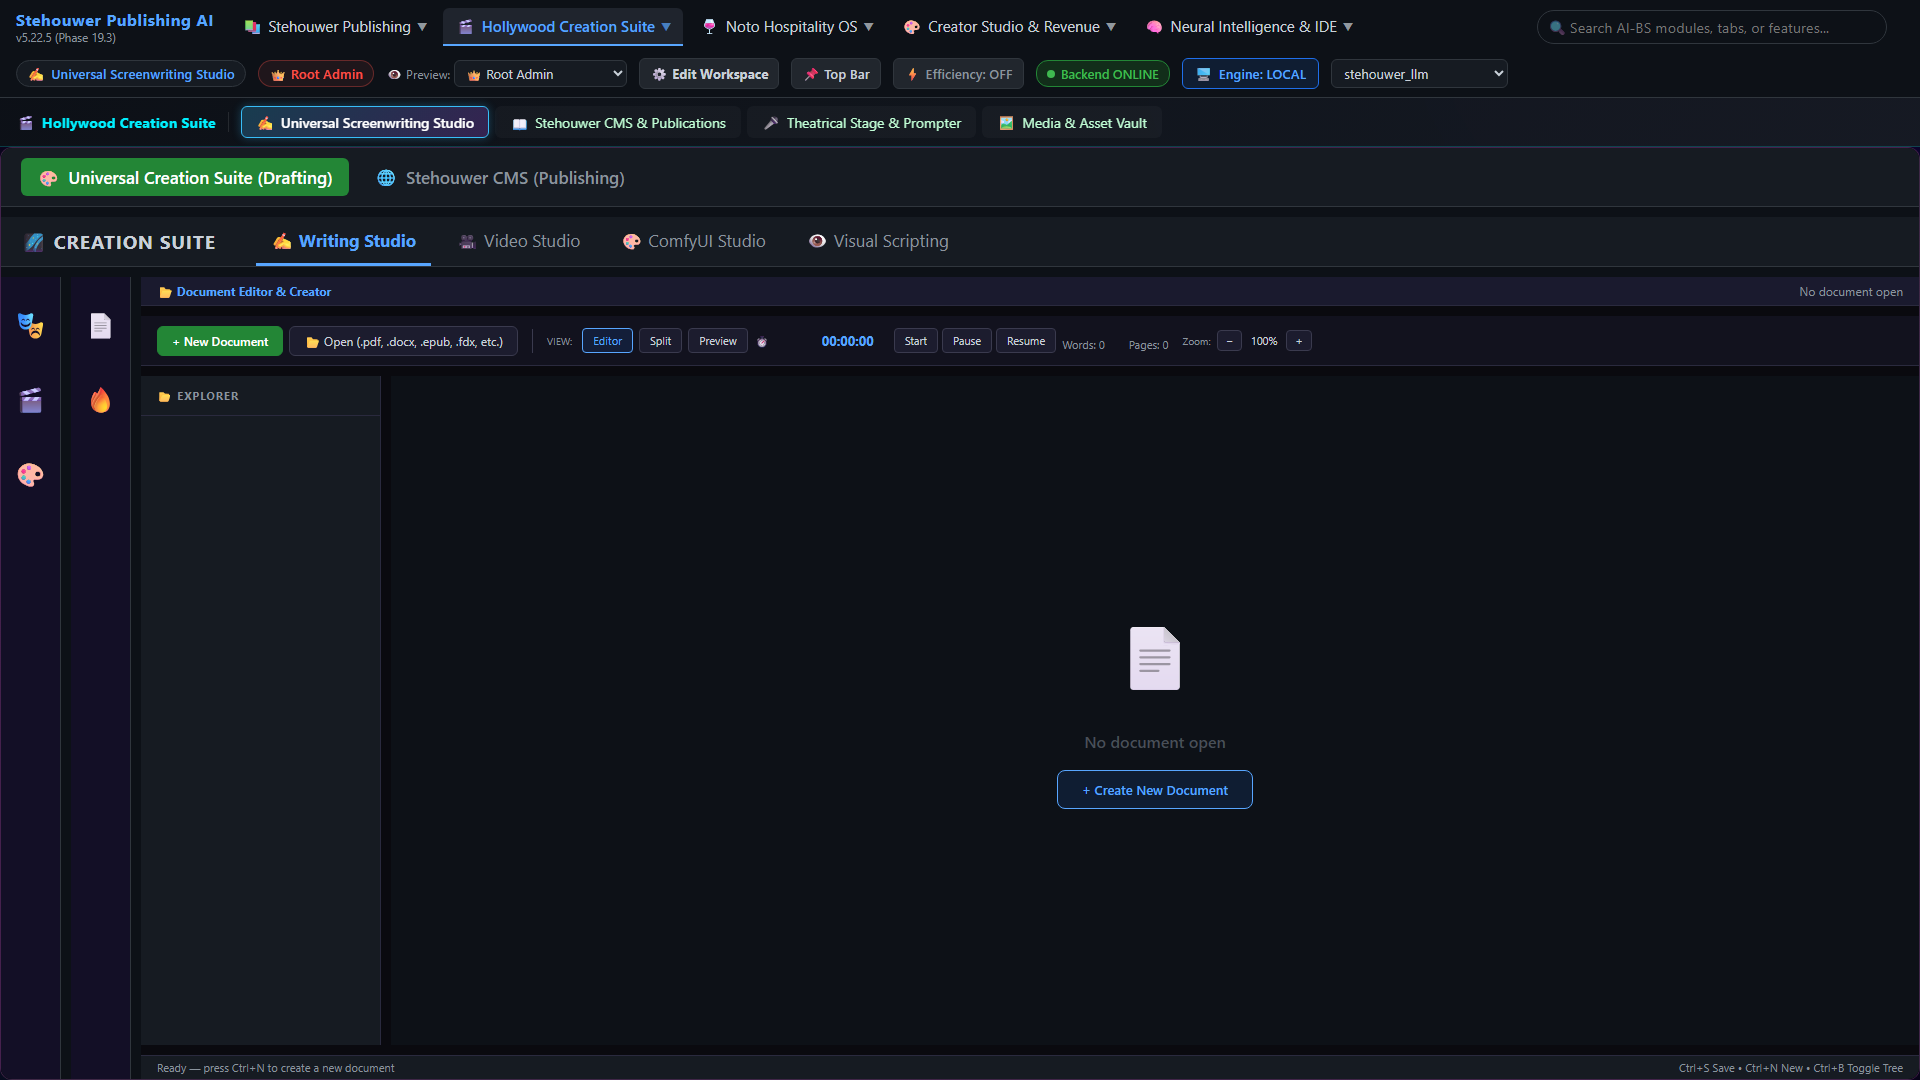 Stehouwer Publishing AI
v5.22.5 (Phase 19.3)
Stehouwer Publishing ▼
Hollywood Creation Suite ▼
Noto Hospitality OS ▼
Creator Studio & Revenue ▼
Neural Intelligence & IDE ▼
Search AI-BS modules, tabs, or features...
Universal Screenwriting Studio
Root Admin
Preview:
Root Admin
Edit Workspace
Top Bar
Efficiency: OFF
Backend ONLINE
Engine: LOCAL
stehouwer_llm
Hollywood Creation Suite
Universal Screenwriting Studio
Stehouwer CMS & Publications
Theatrical Stage & Prompter
Media & Asset Vault
Universal Creation Suite (Drafting)
Stehouwer CMS (Publishing)
CREATION SUITE
Writing Studio
Video Studio
ComfyUI Studio
Visual Scripting
Document Editor & Creator
No document open
+ New Document
Open (.pdf, .docx, .epub, .fdx, etc.)
VIEW:
Editor
Split
Preview
00:00:00
Start
Pause
Resume
Words: 0
Pages: 0
Zoom:
−
100%
+
EXPLORER
No document open
+ Create New Document
Ready — press Ctrl+N to create a new document
Ctrl+S Save • Ctrl+N New • Ctrl+B Toggle Tree